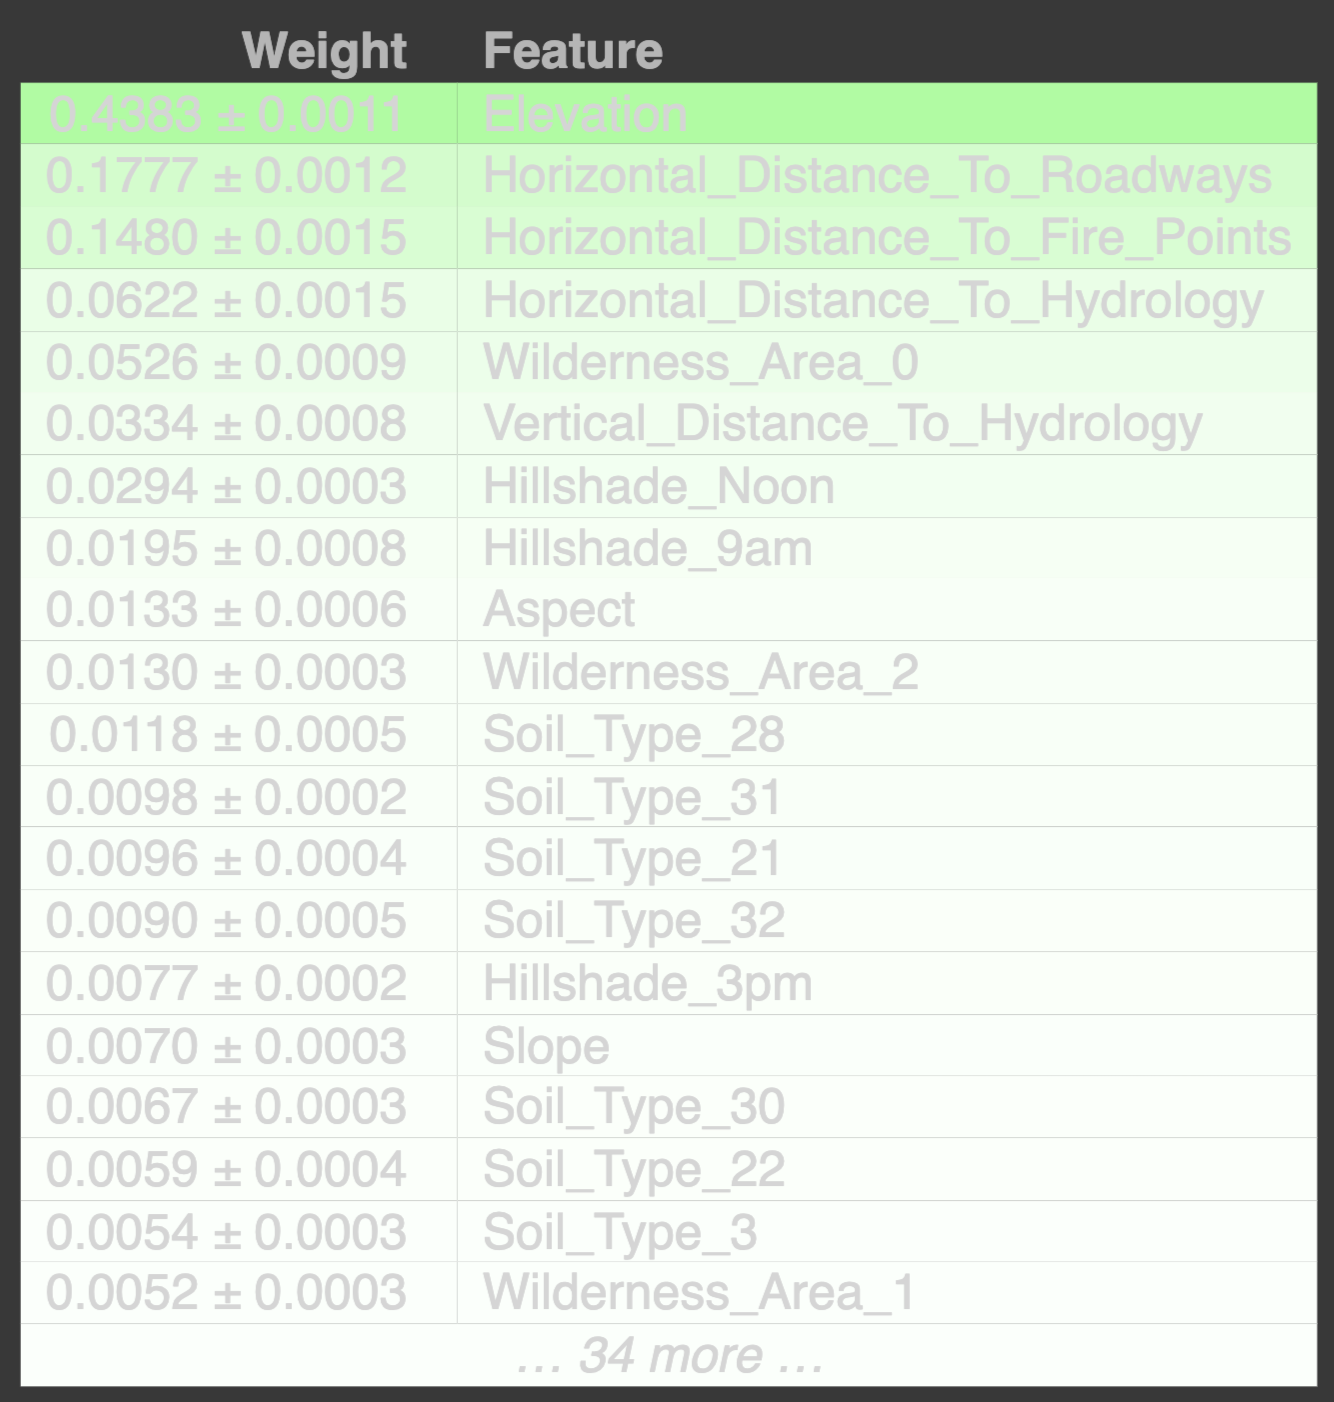 Weight Feature
0.4383 ± 0.0011 Elevation
0.1777 ± 0.0012 Horizontal_Distance_To_Roadways
0.1480 ± 0.0015 Horizontal_Distance_To_Fire_Points
0.0622 ± 0.0015 Horizontal_Distance_To_Hydrology
0.0526 ± 0.0009 Wilderness_Area_0
0.0334 ± 0.0008 Vertical_Distance_To_Hydrology
0.0294 ± 0.0003 Hillshade_Noon
0.0195 ± 0.0008 Hillshade_9am
0.0133 ± 0.0006 Aspect
0.0130 ± 0.0003 Wilderness_Area_2
0.0118 ± 0.0005 Soil_Type_28
0.0098 ± 0.0002 Soil_Type_31
0.0096 ± 0.0004 Soil_Type_21
0.0090 ± 0.0005 Soil_Type_32
0.0077 ± 0.0002 Hillshade_3pm
0.0070 ± 0.0003 Slope
0.0067 ± 0.0003 Soil_Type_30
0.0059 ± 0.0004 Soil_Type_22
0.0054 ± 0.0003 Soil_Type_3
0.0052 ± 0.0003 Wilderness_Area_1
… 34 more …